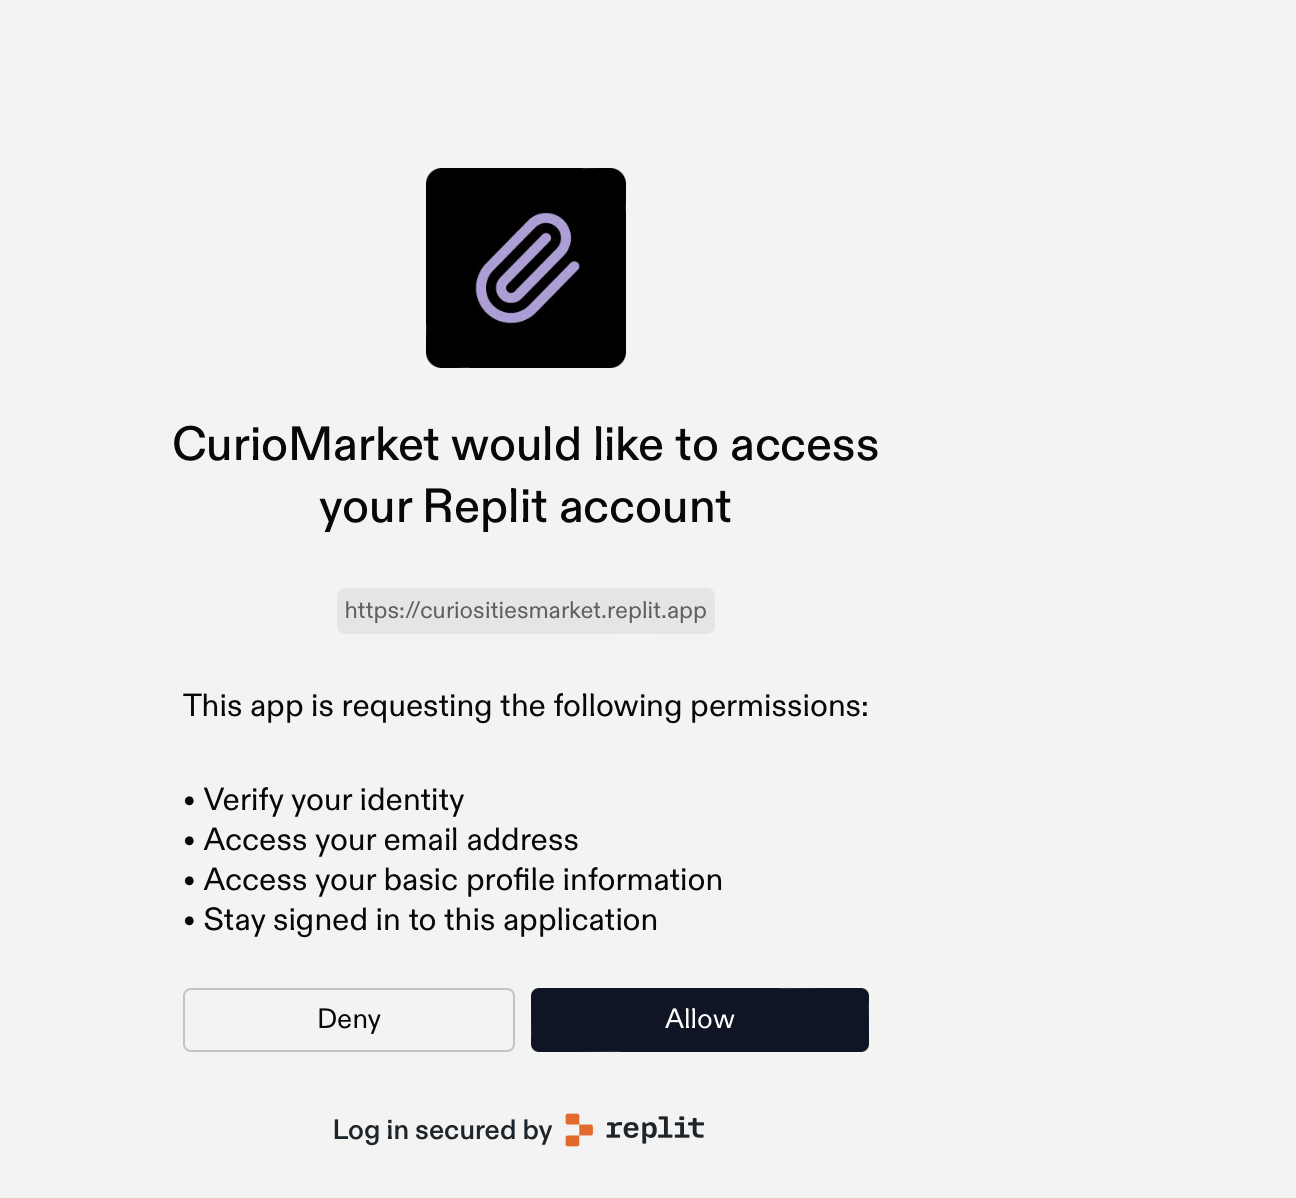 CurioMarket would like to access
your Replit account
https://curiositiesmarket.replit.app
This app is requesting the following permissions:
• Verify your identity
• Access your email address
• Access your basic profile information
• Stay signed in to this application
Deny
Allow
Log in secured by replit